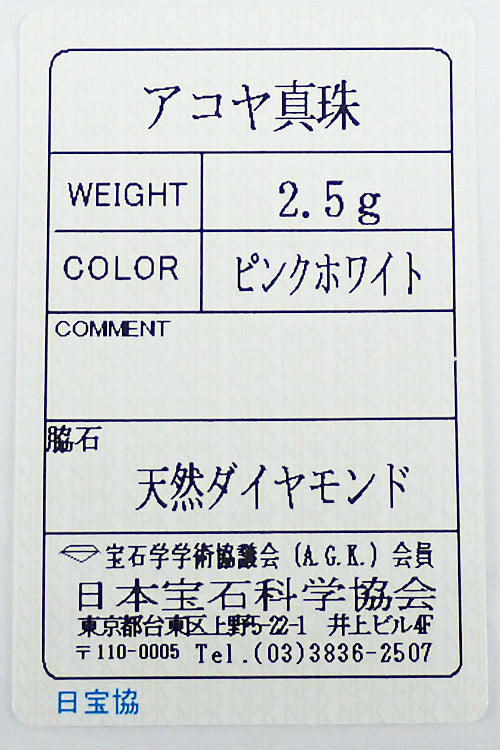 アコヤ真珠
WEIGHT 2.5g
COLOR ピンクホワイト
COMMENT
脇石
天然ダイヤモンド
宝石学学術協議会(A.G.K.)会員
日本宝石科学協会
東京都台東区上野5-22-1 井上ビル4F
〒110-0005 Tel.(03)3836-2507
日宝協